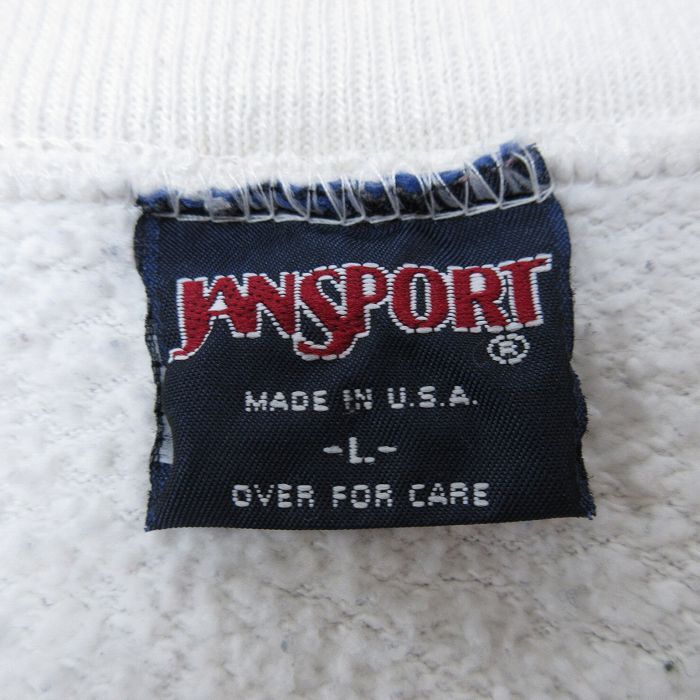 JANSPORT®
MADE IN U.S.A.
-L-
OVER FOR CARE